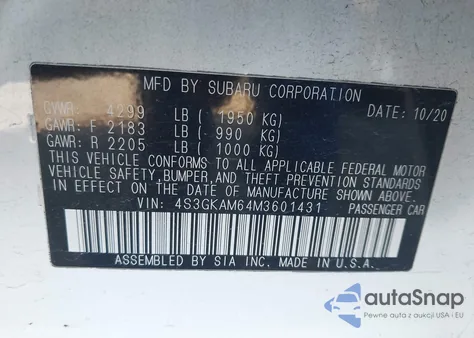 MFD BY SUBARU CORPORATION
GVWR: 4299 LB ( 1950 KG) DATE: 10/20
GAWR: F 2183 LB ( 990 KG)
GAWR: R 2205 LB ( 1000 KG)
THIS VEHICLE CONFORMS TO ALL APPLICABLE FEDERAL MOTOR
VEHICLE SAFETY, BUMPER, AND THEFT PREVENTION STANDARDS
IN EFFECT ON THE DATE OF MANUFACTURE SHOWN ABOVE.
VIN: 4S3GKAM64M3601431 PASSENGER CAR
ASSEMBLED BY SIA INC. MADE IN U.S.A.
autoSnap
Pewne auta z aukcji USA i EU